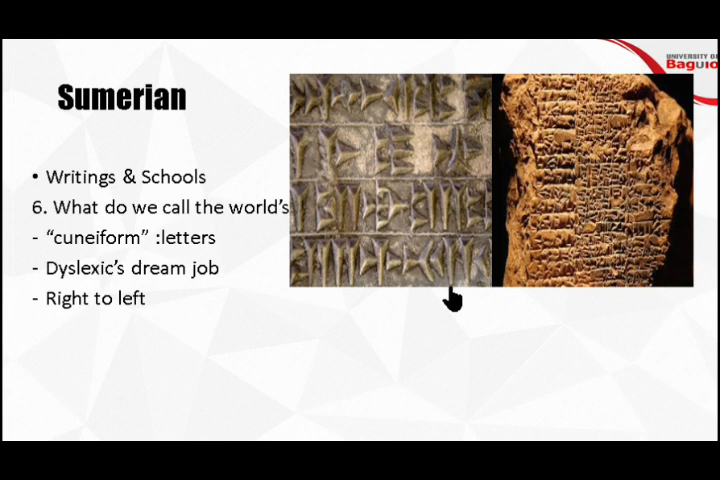 UNIVERSITY OF
Baguio
Sumerian
• Writings & Schools
6. What do we call the world's
- "cuneiform" :letters
- Dyslexic's dream job
- Right to left